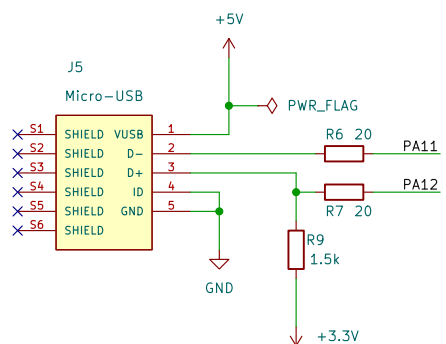 +5V
J5
Micro-USB
PWR_FLAG
S1 SHIELD VUSB 1
S2 SHIELD D- 2
S3 SHIELD D+ 3
S4 SHIELD ID 4
S5 SHIELD GND 5
S6 SHIELD
R6 20
PA11
PA12
R7 20
R9
1.5k
GND
+3.3V